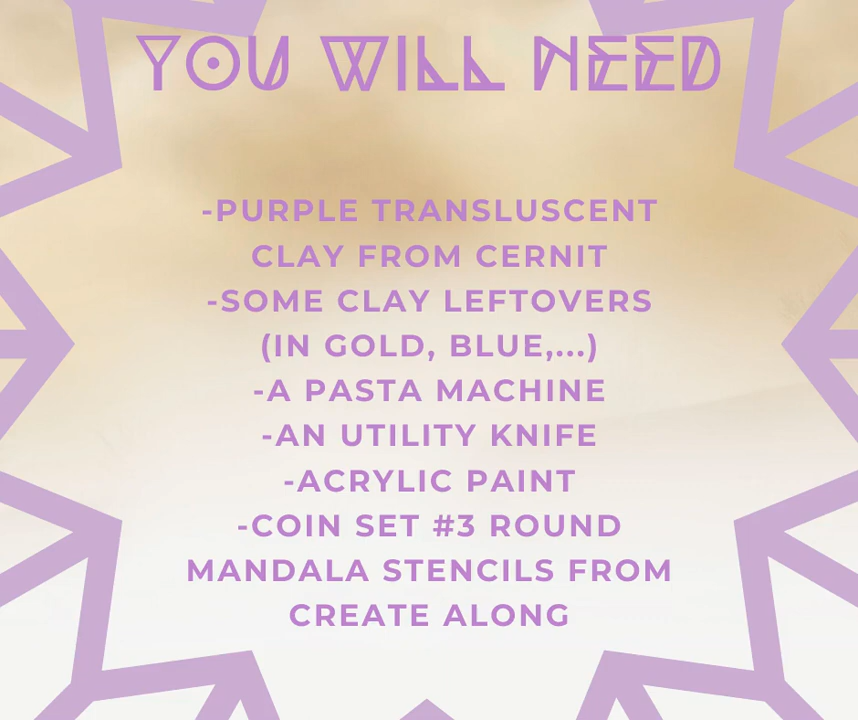 YOU WILL NEED
-PURPLE TRANSLUSCENT
CLAY FROM CERNIT
-SOME CLAY LEFTOVERS
(IN GOLD, BLUE,...)
-A PASTA MACHINE
-AN UTILITY KNIFE
-ACRYLIC PAINT
-COIN SET #3 ROUND
MANDALA STENCILS FROM
CREATE ALONG